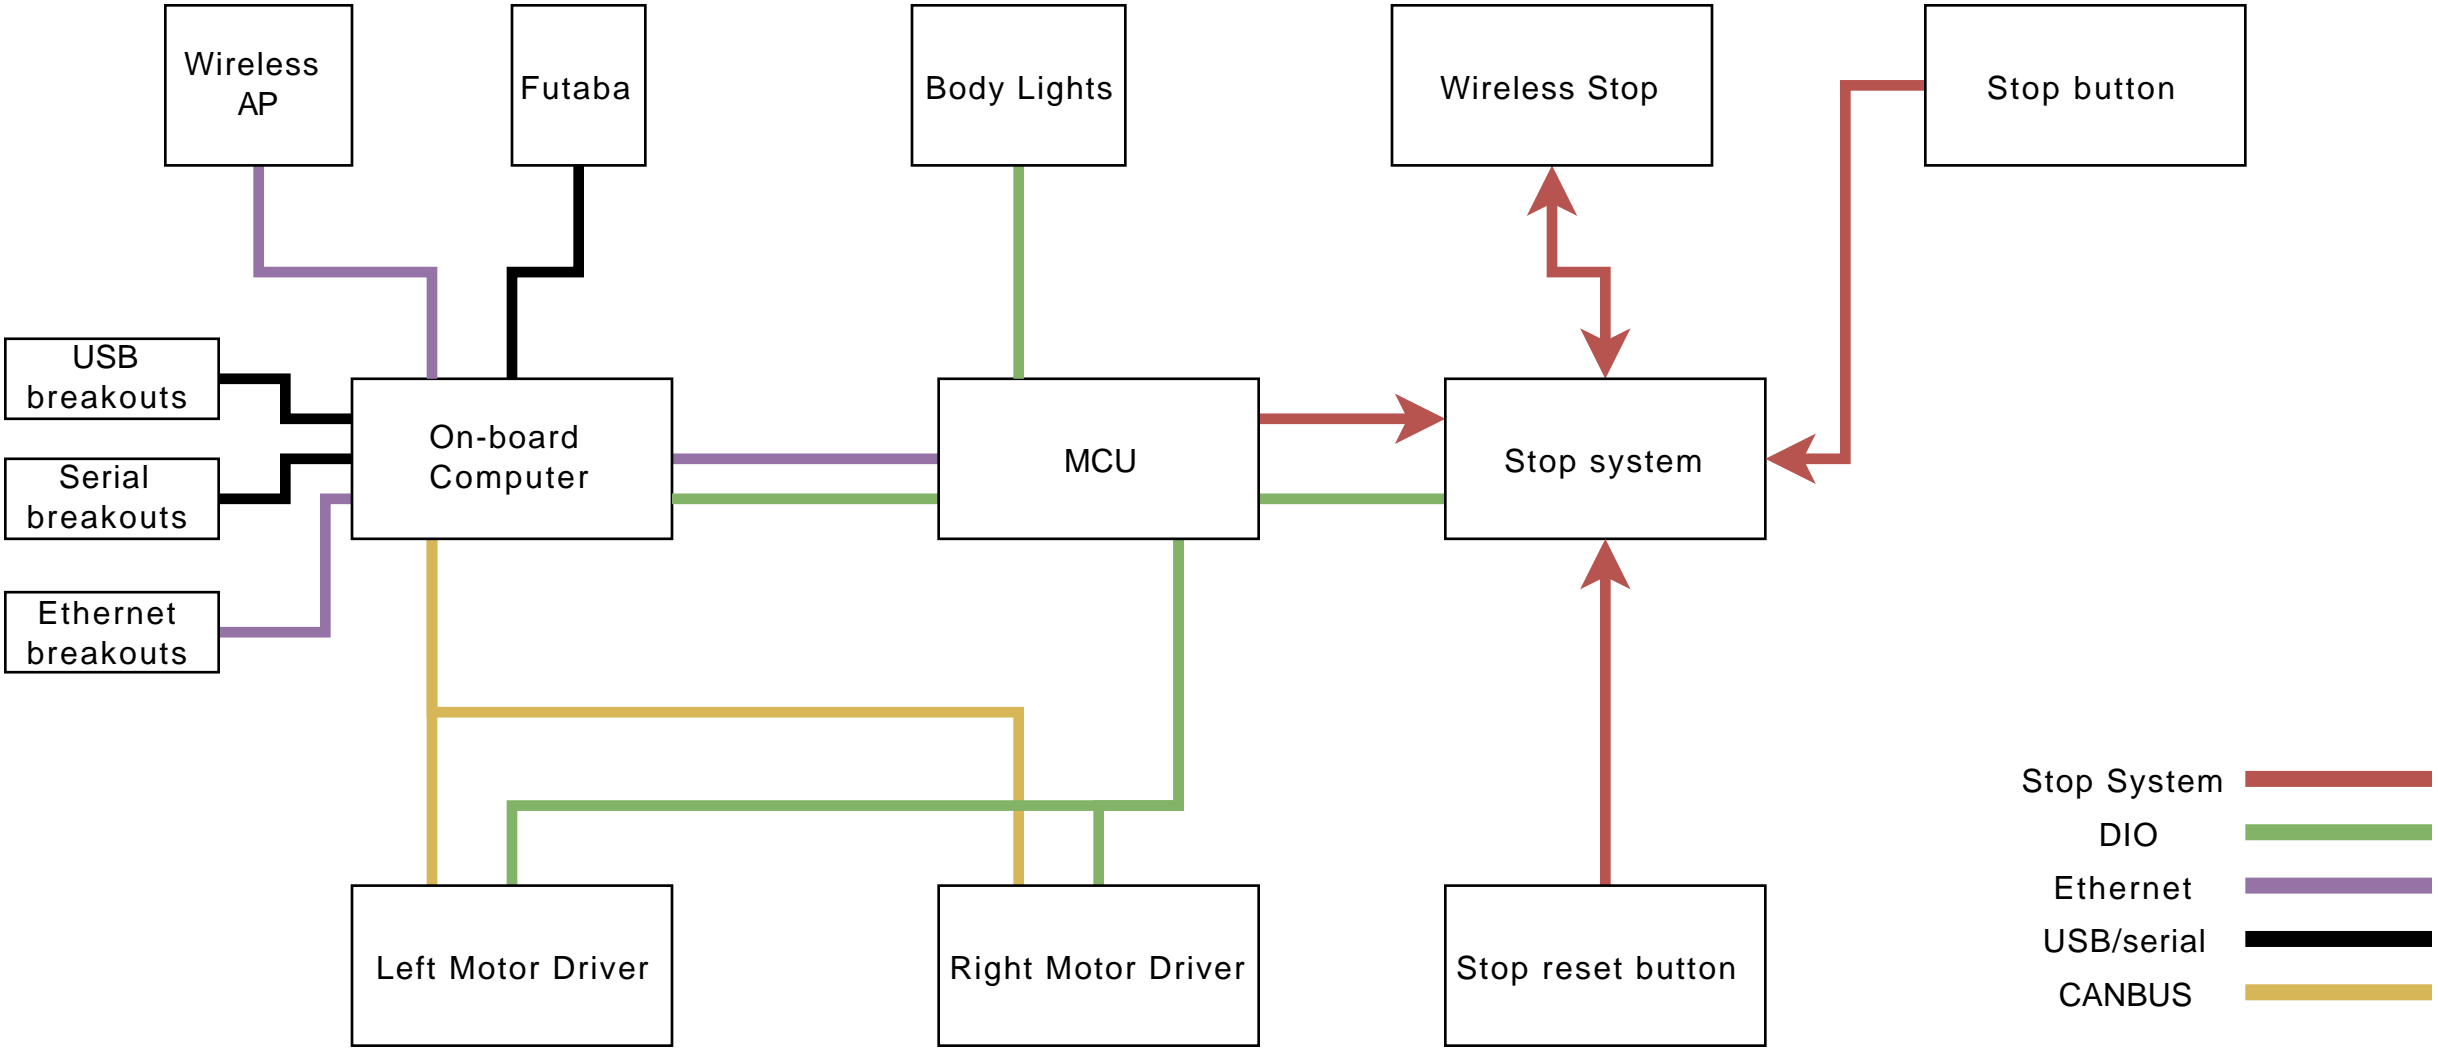 Wireless
AP
Futaba
Body Lights
Wireless Stop
Stop button
USB
breakouts
Serial
breakouts
Ethernet
breakouts
On-board
Computer
MCU
Stop system
Left Motor Driver
Right Motor Driver
Stop reset button
Stop System
DIO
Ethernet
USB/serial
CANBUS